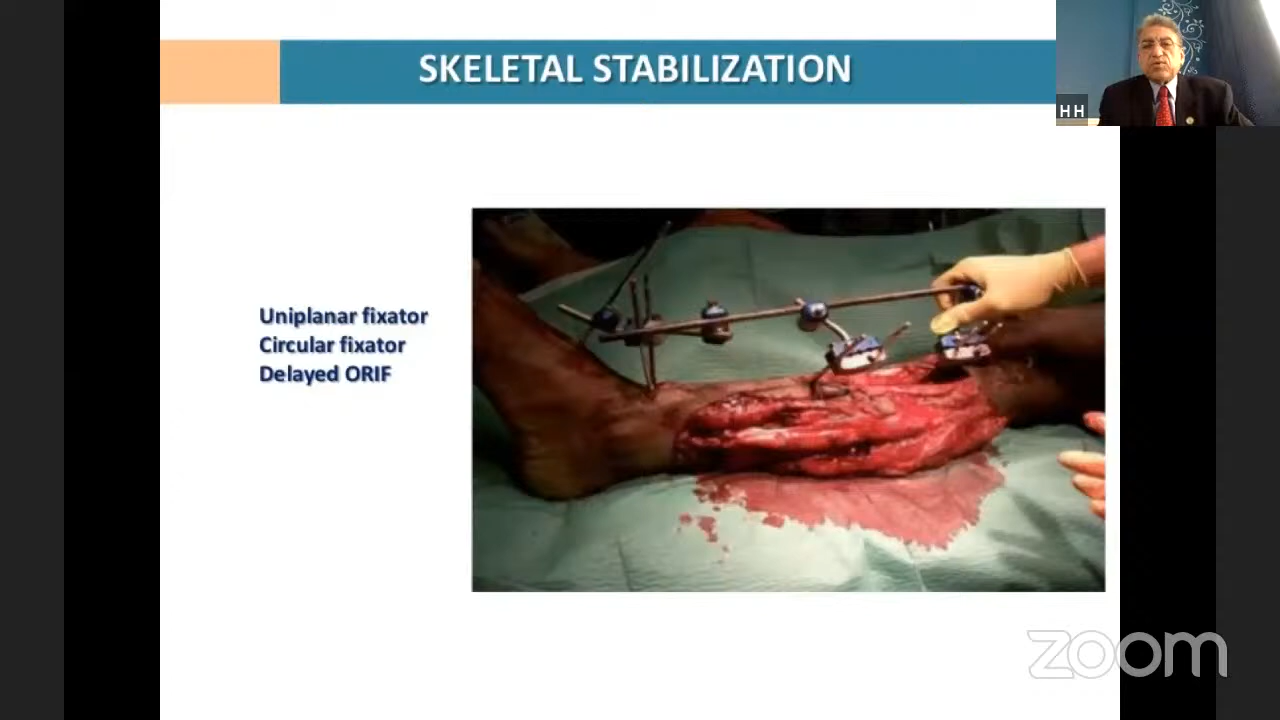 SKELETAL STABILIZATION
HH
Uniplanar fixator
Circular fixator
Delayed ORIF
zoom